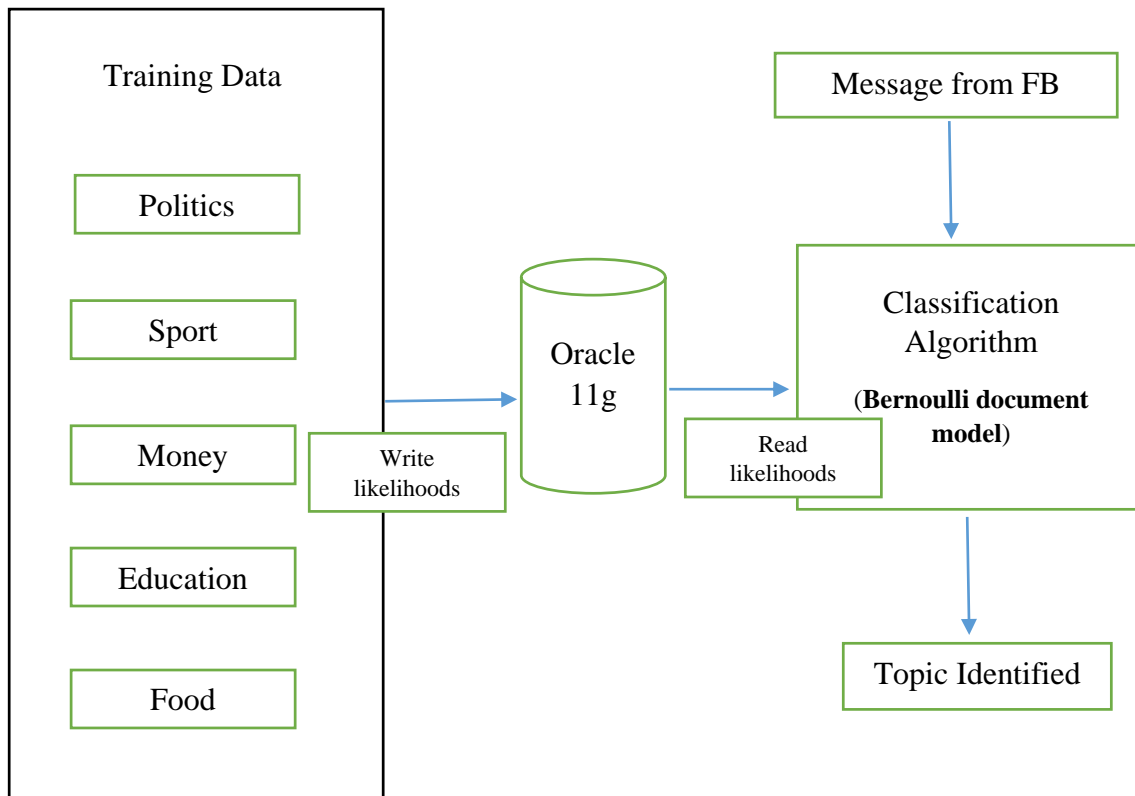 Training Data
Politics
Sport
Money
Education
Food
Write
likelihoods
Oracle
11g
Read
likelihoods
Message from FB
Classification
Algorithm
(Bernoulli document
model)
Topic Identified